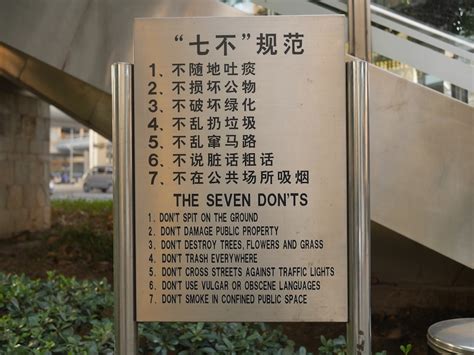 “七不”规范
1、不随地吐痰
2、不损坏公物
3、不破坏绿化
4、不乱扔垃圾
5、不乱窜马路
6、不说脏话粗话
7、不在公共场所吸烟
THE SEVEN DON'TS
1. DON'T SPIT ON THE GROUND
2. DON'T DAMAGE PUBLIC PROPERTY
3. DON'T DESTROY TREES, FLOWERS AND GRASS
4. DON'T TRASH EVERYWHERE
5. DON'T CROSS STREETS AGAINST TRAFFIC LIGHTS
6. DON'T USE VULGAR OR OBSCENE LANGUAGES
7. DON'T SMOKE IN CONFINED PUBLIC SPACE